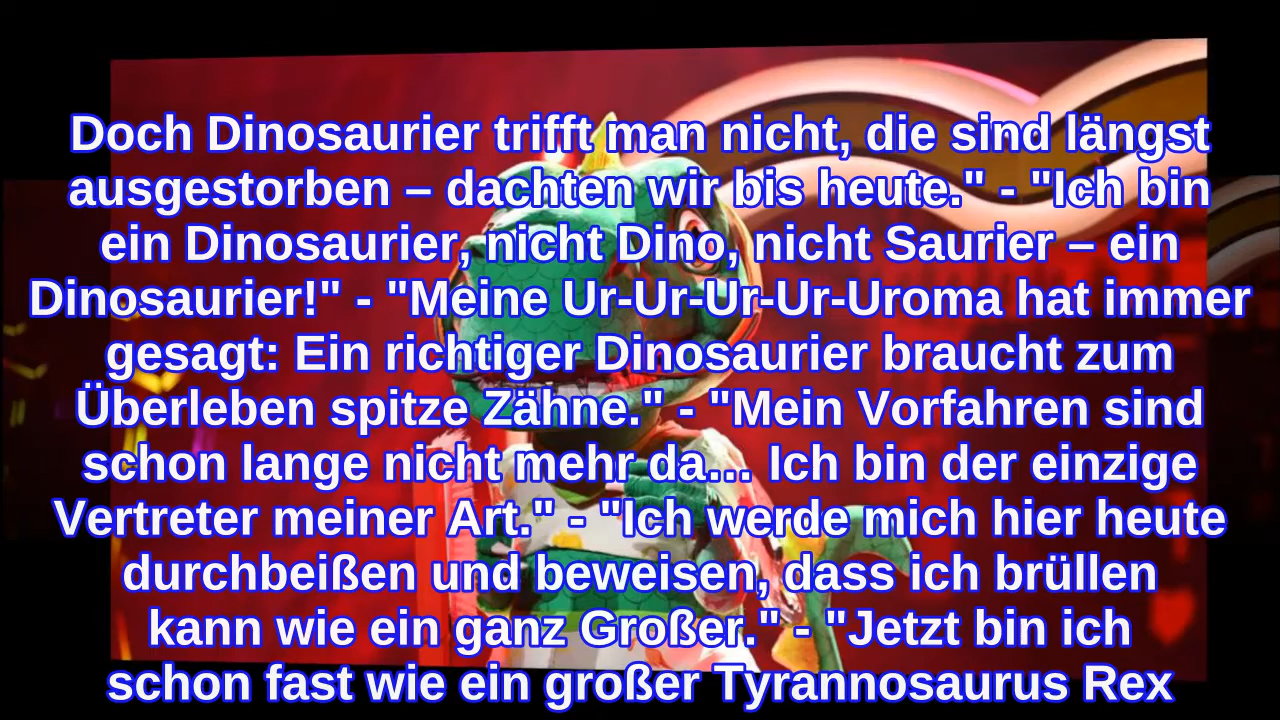 Doch Dinosaurier trifft man nicht, die sind längst
ausgestorben – dachten wir bis heute." - "Ich bin
ein Dinosaurier, nicht Dino, nicht Saurier – ein
Dinosaurier!" - "Meine Ur-Ur-Ur-Ur-Uroma hat immer
gesagt: Ein richtiger Dinosaurier braucht zum
Überleben spitze Zähne." - "Mein Vorfahren sind
schon lange nicht mehr da… Ich bin der einzige
Vertreter meiner Art." - "Ich werde mich hier heute
durchbeißen und beweisen, dass ich brüllen
kann wie ein ganz Großer." - "Jetzt bin ich
schon fast wie ein großer Tyrannosaurus Rex